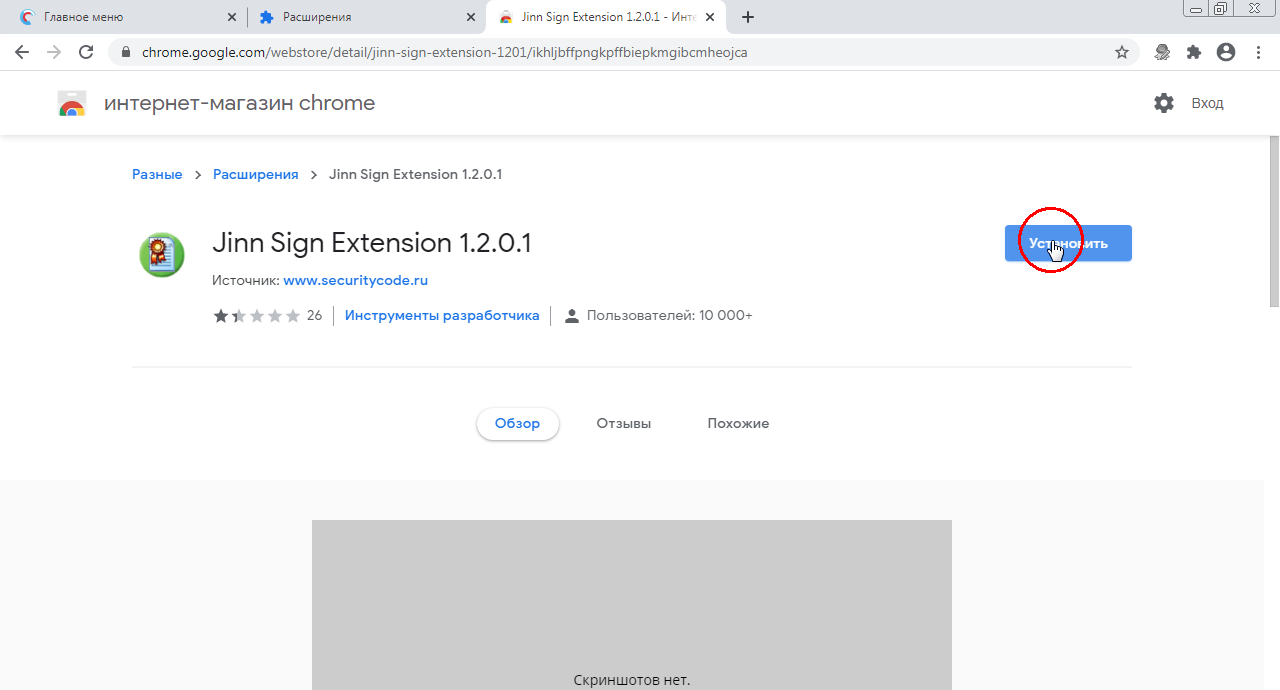 Главное меню
Расширения
Jinn Sign Extension 1.2.0.1 - Инте
chrome.google.com/webstore/detail/jinn-sign-extension-1201/ikhljbffpngkpffbiepkmgibcmheojca
интернет-магазин chrome
Вход
Разные > Расширения > Jinn Sign Extension 1.2.0.1
Jinn Sign Extension 1.2.0.1
Установить
Источник: www.securitycode.ru
26 Инструменты разработчика Пользователей: 10 000+
Обзор Отзывы Похожие
Скриншотов нет.